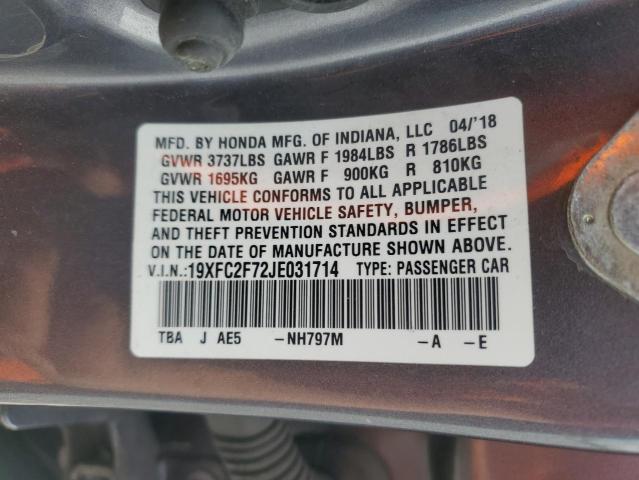 MFD. BY HONDA MFG. OF INDIANA, LLC 04/'18
GVWR 3737LBS GAWR F 1984LBS R 1786LBS
GVWR 1695KG GAWR F 900KG R 810KG
THIS VEHICLE CONFORMS TO ALL APPLICABLE
FEDERAL MOTOR VEHICLE SAFETY, BUMPER,
AND THEFT PREVENTION STANDARDS IN EFFECT
ON THE DATE OF MANUFACTURE SHOWN ABOVE.
V.I.N.:19XFC2F72JE031714 TYPE: PASSENGER CAR
TBA J AE5 -NH797M -A -E